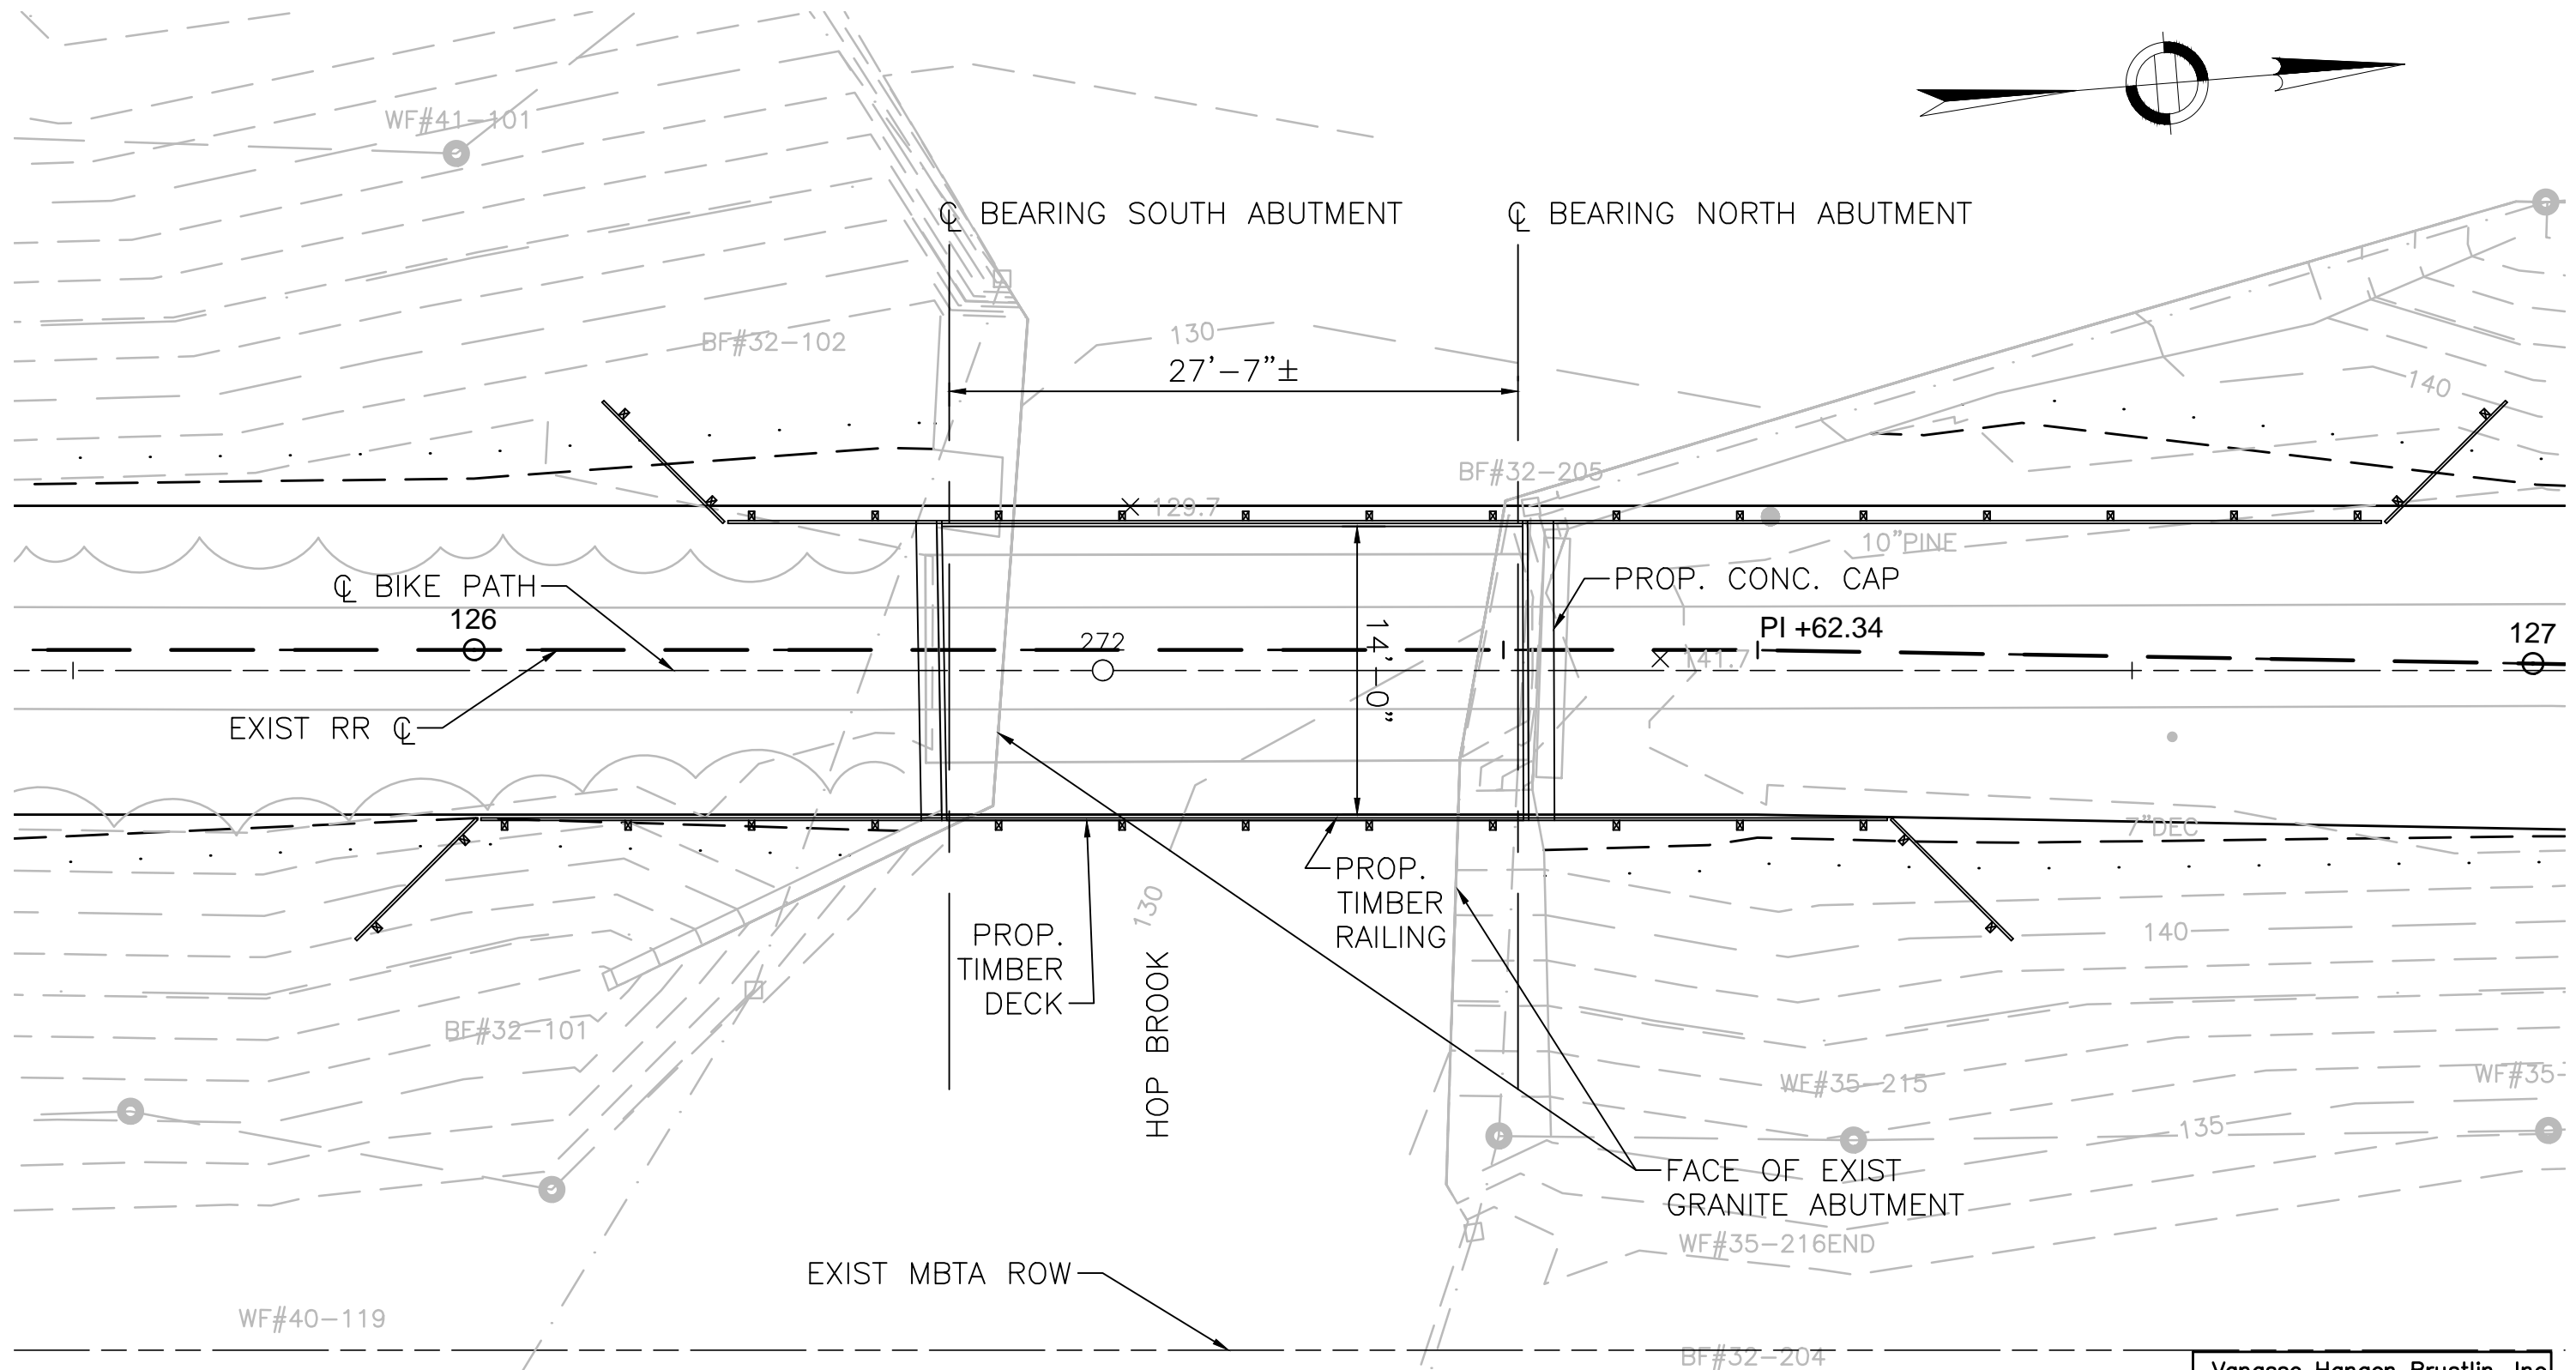 WF#41-101
℄ BEARING SOUTH ABUTMENT
℄ BEARING NORTH ABUTMENT
130
BF#32-102
27'-7"±
140
BF#32-205
129.7
10"PINE
℄ BIKE PATH
PROP. CONC. CAP
126
PI +62.34
127
272
141.7
14'-0"
EXIST RR ℄
7"DEC
PROP.
TIMBER
RAILING
130
PROP.
TIMBER
DECK
HOP BROOK
140
BF#32-101
WF#35-215
WF#35-
135
FACE OF EXIST
GRANITE ABUTMENT
WF#35-216END
EXIST MBTA ROW
WF#40-119
BF#32-204
Vanasse Hangen Brustlin, Inc